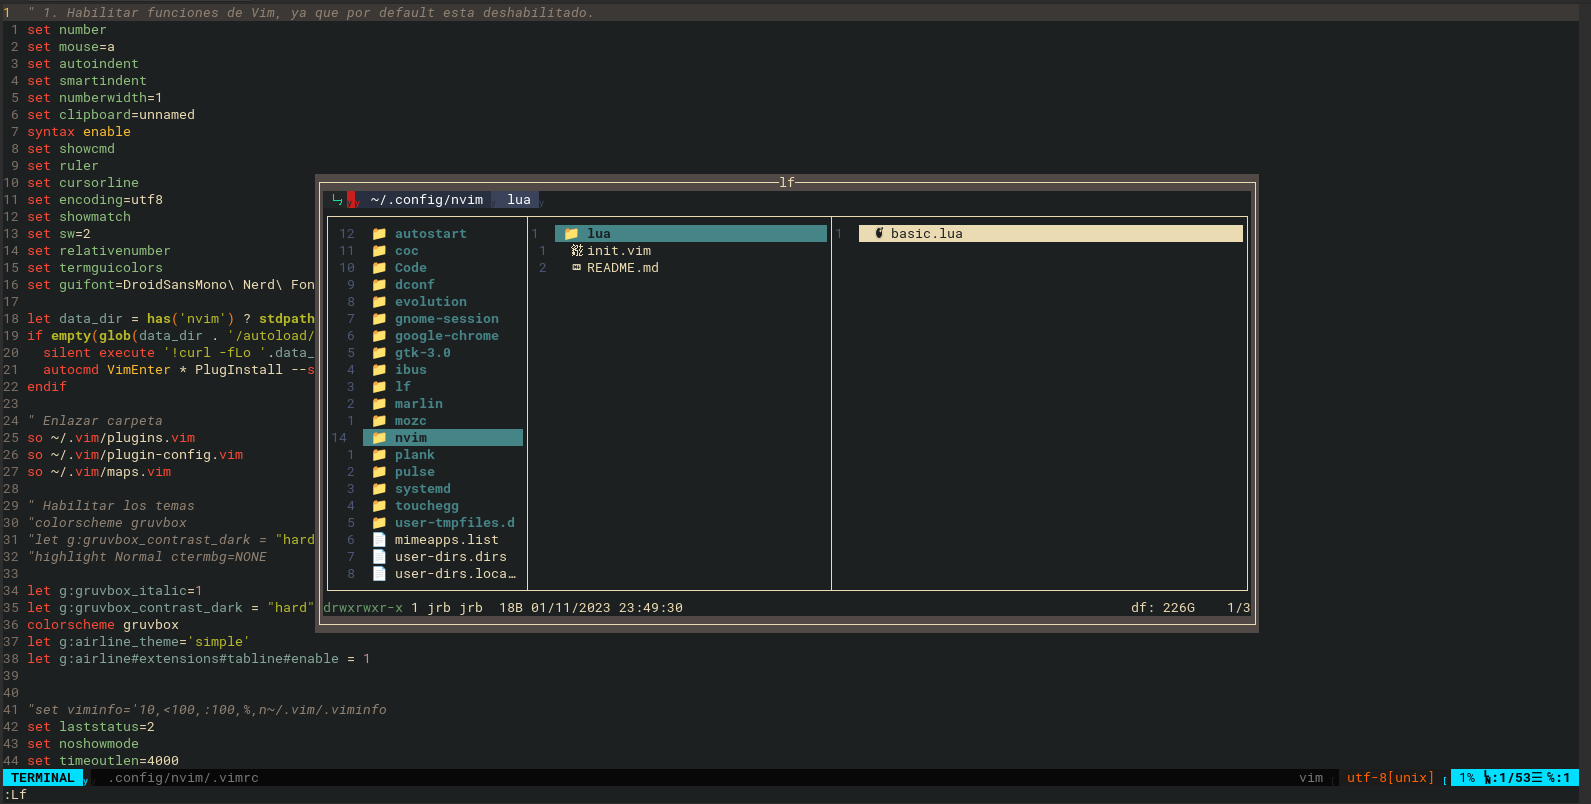 1  " 1. Habilitar funciones de Vim, ya que por default esta deshabilitado.
1 set number
2 set mouse=a
3 set autoindent
4 set smartindent
5 set numberwidth=1
6 set clipboard=unnamed
7 syntax enable
8 set showcmd
9 set ruler
10 set cursorline
11 set encoding=utf8
12 set showmatch
13 set sw=2
14 set relativenumber
15 set termguicolors
16 set guifont=DroidSansMono\ Nerd\ Fon
17
18 let data_dir = has('nvim') ? stdpath
19 if empty(glob(data_dir . '/autoload/
20   silent execute '!curl -fLo '.data_
21   autocmd VimEnter * PlugInstall --s
22 endif
23
24 " Enlazar carpeta
25 so ~/.vim/plugins.vim
26 so ~/.vim/plugin-config.vim
27 so ~/.vim/maps.vim
28
29 " Habilitar los temas
30 "colorscheme gruvbox
31 "let g:gruvbox_contrast_dark = "hard
32 "highlight Normal ctermbg=NONE
33
34 let g:gruvbox_italic=1
35 let g:gruvbox_contrast_dark = "hard"
36 colorscheme gruvbox
37 let g:airline_theme='simple'
38 let g:airline#extensions#tabline#enable = 1
39
40
41 "set viminfo='10,<100,:100,%,n~/.vim/.viminfo
42 set laststatus=2
43 set noshowmode
44 set timeoutlen=4000
lf
~/.config/nvim  lua
12 autostart
11 coc
10 Code
9 dconf
8 evolution
7 gnome-session
6 google-chrome
5 gtk-3.0
4 ibus
3 lf
2 marlin
1 mozc
14 nvim
1 plank
2 pulse
3 systemd
4 touchegg
5 user-tmpfiles.d
6 mimeapps.list
7 user-dirs.dirs
8 user-dirs.loca…
1 lua
1 init.vim
2 README.md
1 basic.lua
drwxrwxr-x 1 jrb jrb  18B 01/11/2023 23:49:30
df: 226G    1/3
TERMINAL  .config/nvim/.vimrc
vim  utf-8[unix]  1% :1/53☰ %:1
:Lf